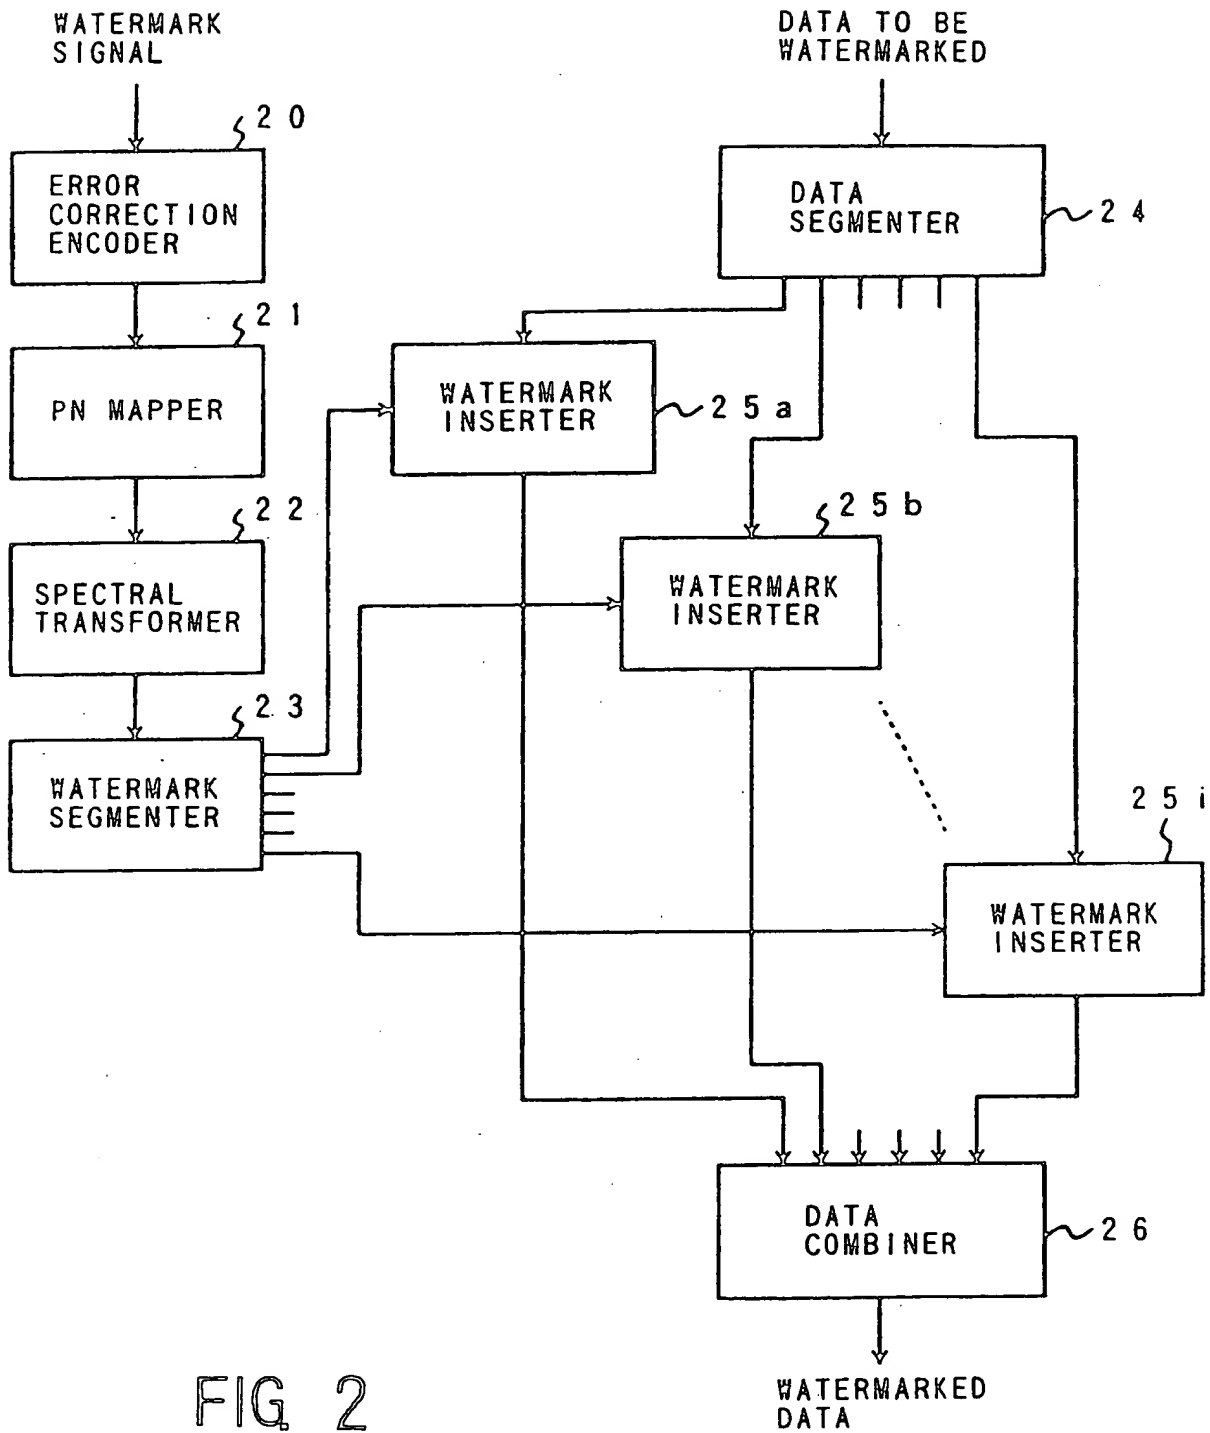 WATERMARK
SIGNAL
DATA TO BE
WATERMARKED
20
ERROR
CORRECTION
ENCODER
DATA
SEGMENTER
24
21
PN MAPPER
WATERMARK
INSERTER
25a
22
SPECTRAL
TRANSFORMER
25b
WATERMARK
INSERTER
23
WATERMARK
SEGMENTER
25i
WATERMARK
INSERTER
DATA
COMBINER
26
WATERMARKED
DATA
FIG. 2